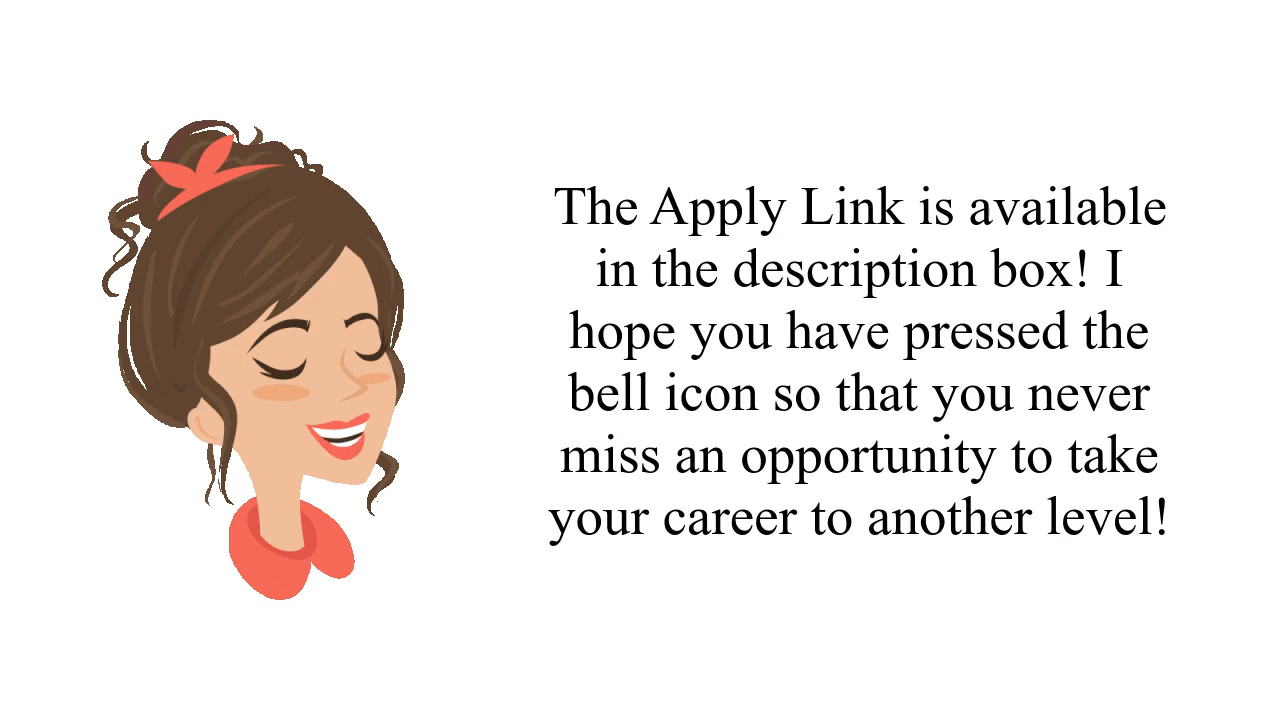 The Apply Link is available
in the description box! I
hope you have pressed the
bell icon so that you never
miss an opportunity to take
your career to another level!